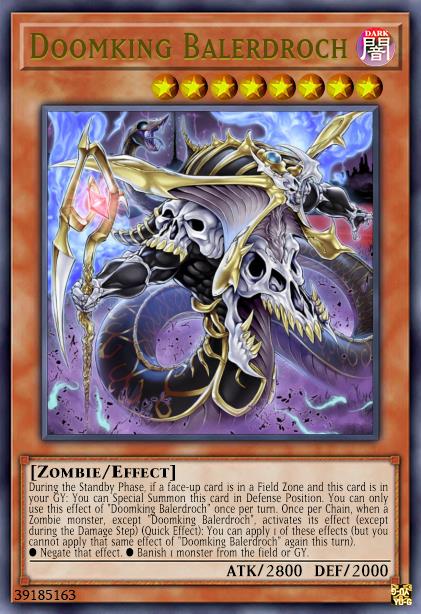 Doomking Balerdroch
DARK
闇
[Zombie/Effect]
During the Standby Phase, if a face-up card is in a Field Zone and this card is in
your GY: You can Special Summon this card in Defense Position. You can only
use this effect of "Doomking Balerdroch" once per turn. Once per Chain, when a
Zombie monster, except "Doomking Balerdroch", activates its effect (except
during the Damage Step) (Quick Effect): You can apply 1 of these effects (but you
cannot apply that same effect of "Doomking Balerdroch" again this turn).
● Negate that effect. ● Banish 1 monster from the field or GY.
ATK/2800 DEF/2000
39185163